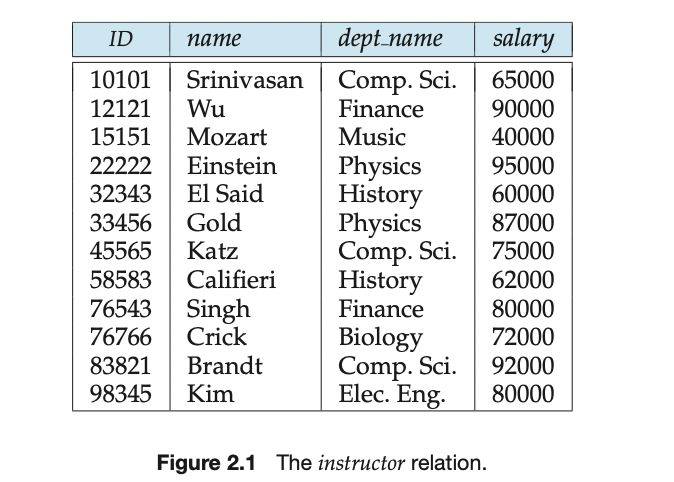 ID name dept_name salary
10101 Srinivasan Comp. Sci. 65000
12121 Wu Finance 90000
15151 Mozart Music 40000
22222 Einstein Physics 95000
32343 El Said History 60000
33456 Gold Physics 87000
45565 Katz Comp. Sci. 75000
58583 Califieri History 62000
76543 Singh Finance 80000
76766 Crick Biology 72000
83821 Brandt Comp. Sci. 92000
98345 Kim Elec. Eng. 80000
Figure 2.1 The instructor relation.